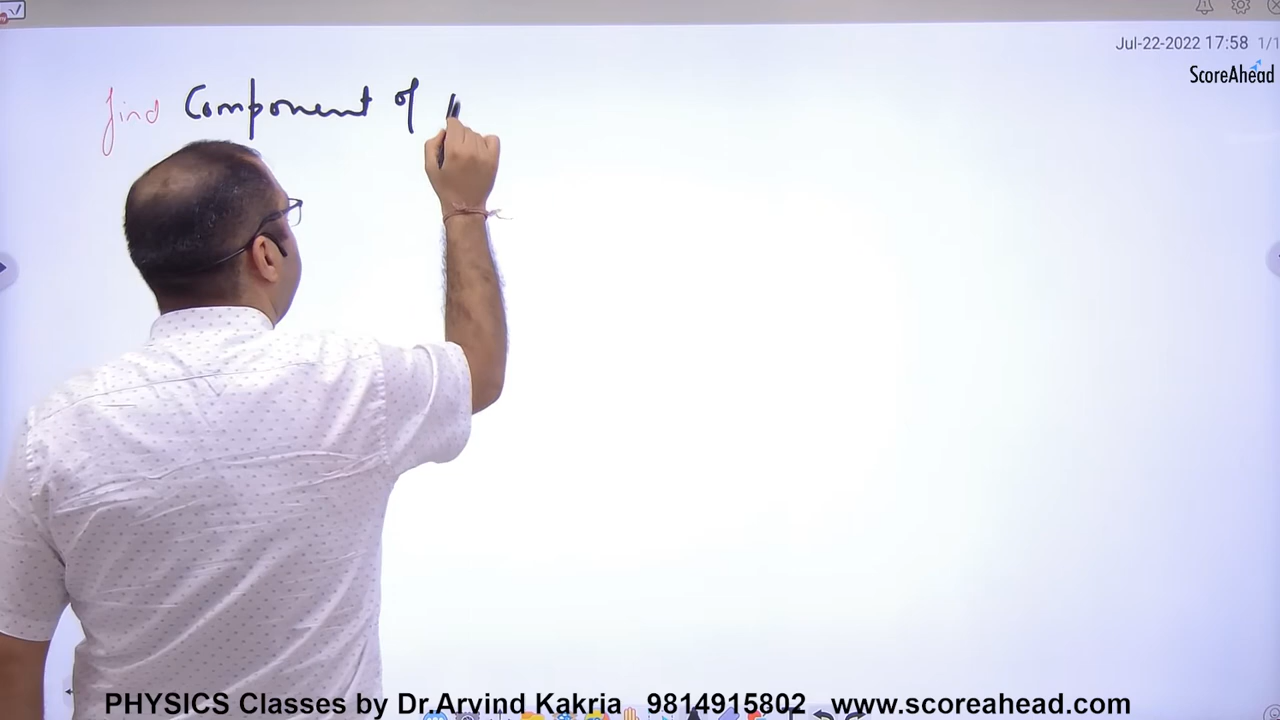 Jul-22-2022 17:58 1/1
ScoreAhead
find Component of
PHYSICS Classes by Dr.Arvind Kakria 9814915802 www.scoreahead.com